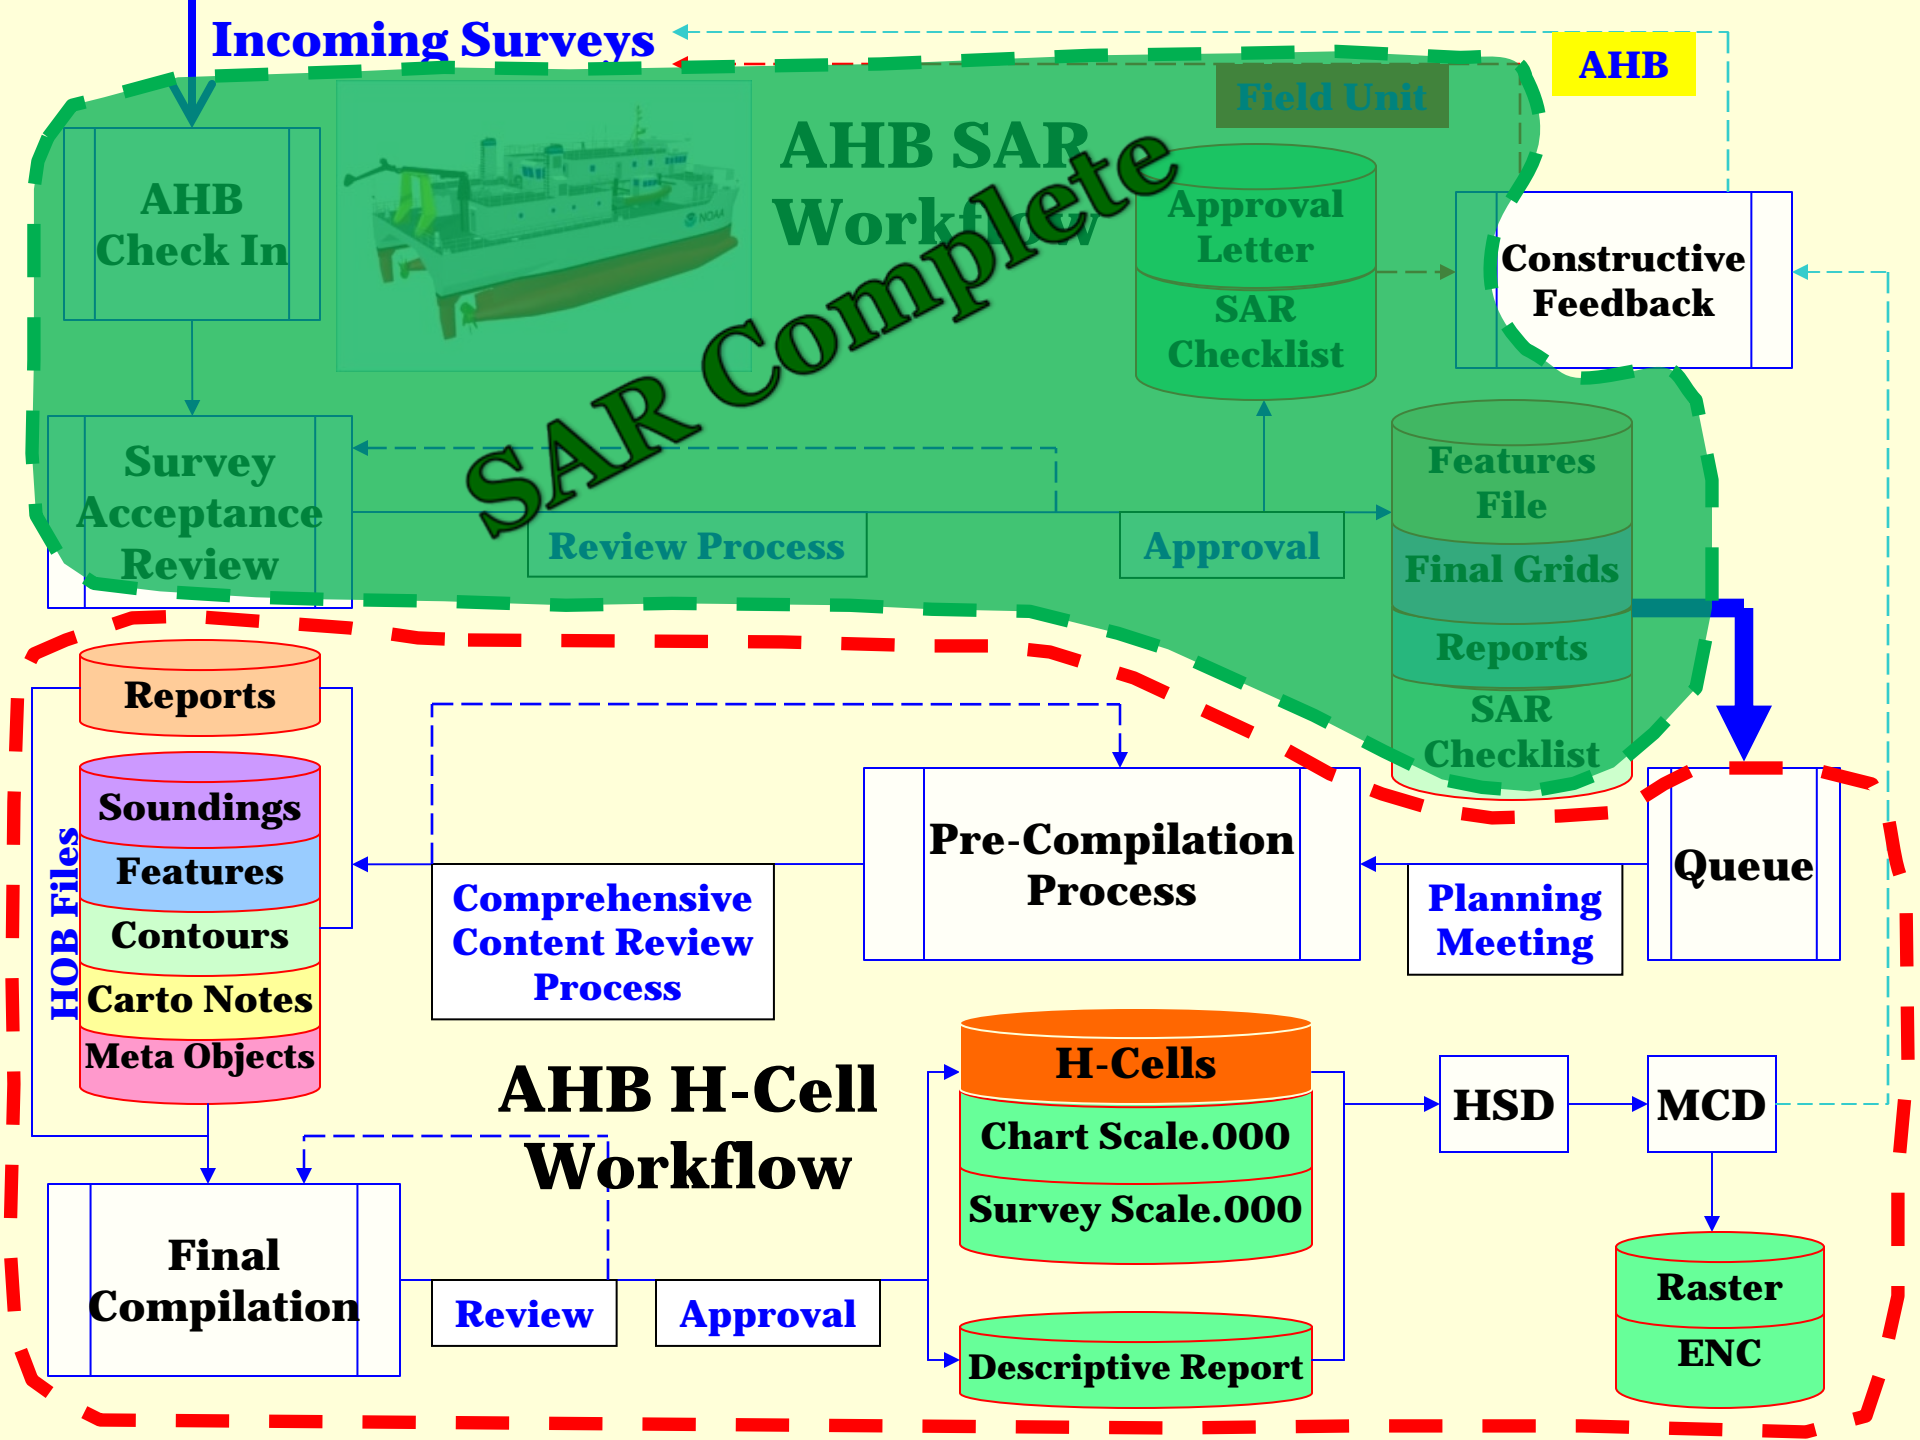 Incoming Surveys
AHB
Field Unit
AHB SAR
Workflow
AHB
Check In
NOAA
SAR Complete
Approval
Letter
SAR
Checklist
Constructive
Feedback
Survey
Acceptance
Review
Review Process
Approval
Features
File
Final Grids
Reports
SAR
Checklist
Reports
HOB Files
Soundings
Features
Contours
Carto Notes
Meta Objects
Comprehensive
Content Review
Process
Pre-Compilation
Process
Planning
Meeting
Queue
AHB H-Cell
Workflow
H-Cells
Chart Scale.000
Survey Scale.000
HSD
MCD
Final
Compilation
Review
Approval
Descriptive Report
Raster
ENC